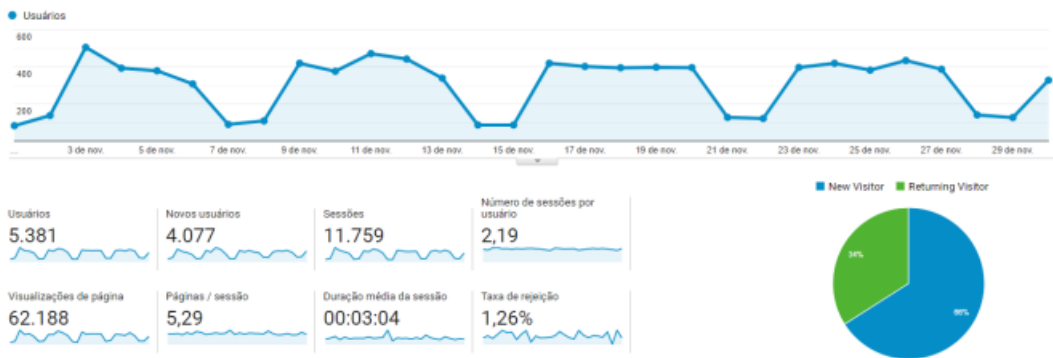 Usuários
600
400
200
...
3 de nov.
5 de nov.
7 de nov.
9 de nov.
11 de nov.
13 de nov.
15 de nov.
17 de nov.
19 de nov.
21 de nov.
23 de nov.
25 de nov.
27 de nov.
29 de nov.
New Visitor
Returning Visitor
Usuários
5.381
Novos usuários
4.077
Sessões
11.759
Número de sessões por
usuário
2,19
Visualizações de página
62.188
Páginas / sessão
5,29
Duração média da sessão
00:03:04
Taxa de rejeição
1,26%
34%
66%